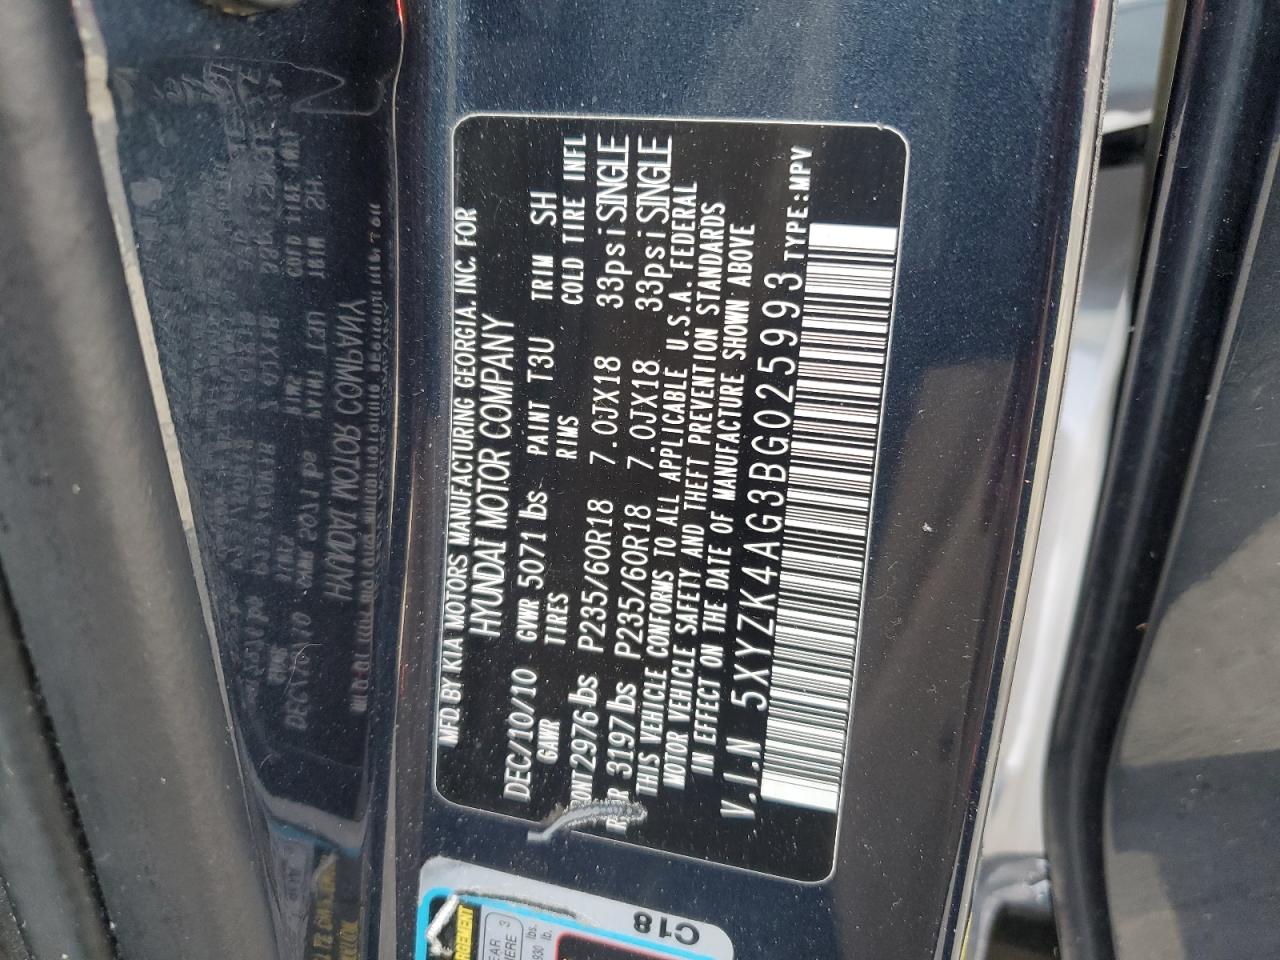 MFD. BY KIA MOTORS MANUFACTURING GEORGIA. INC. FOR
HYUNDAI MOTOR COMPANY
DEC/10/10 GVWR 5071 lbs PAINT T3U TRIM SH
GAWR TIRES RIMS COLD TIRE INFL
2976 lbs P235/60R18 7.0JX18 33psi SINGLE
3197 lbs P235/60R18 7.0JX18 33psi SINGLE
THIS VEHICLE CONFORMS TO ALL APPLICABLE U.S.A. FEDERAL
MOTOR VEHICLE SAFETY AND THEFT PREVENTION STANDARDS
IN EFFECT ON THE DATE OF MANUFACTURE SHOWN ABOVE
V.I.N 5XYZK4AG3BG025993 TYPE:MPV
C18